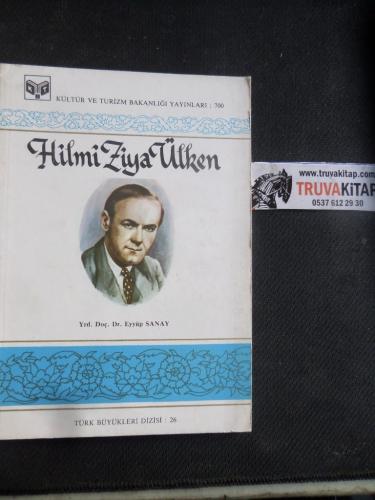 KÜLTÜR VE TURİZM BAKANLIĞI YAYINLARI : 700
Hilmi Ziya Ülken
Yrd. Doç. Dr. Eyyüp SANAY
TÜRK BÜYÜKLERİ DİZİSİ : 26
www.truvakitap.com
TRUVAKiTAP
0537 612 29 30